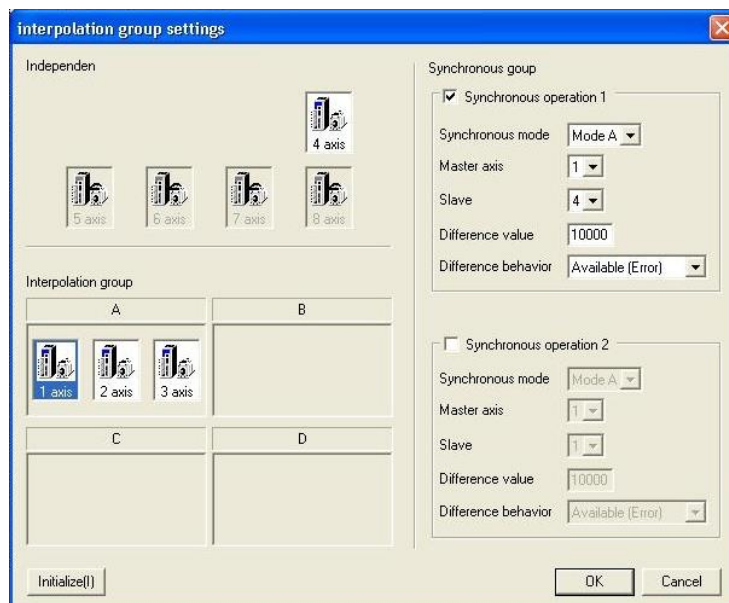 interpolation group settings
Independen
4 axis
5 axis 6 axis 7 axis 8 axis
Interpolation group
A B
1 axis 2 axis 3 axis
C D
Initialize(I)
Synchronous goup
Synchronous operation 1
Synchronous mode Mode A
Master axis 1
Slave 4
Difference value 10000
Difference behavior Available (Error)
Synchronous operation 2
Synchronous mode Mode A
Master axis 1
Slave 1
Difference value 10000
Difference behavior Available (Error)
OK Cancel